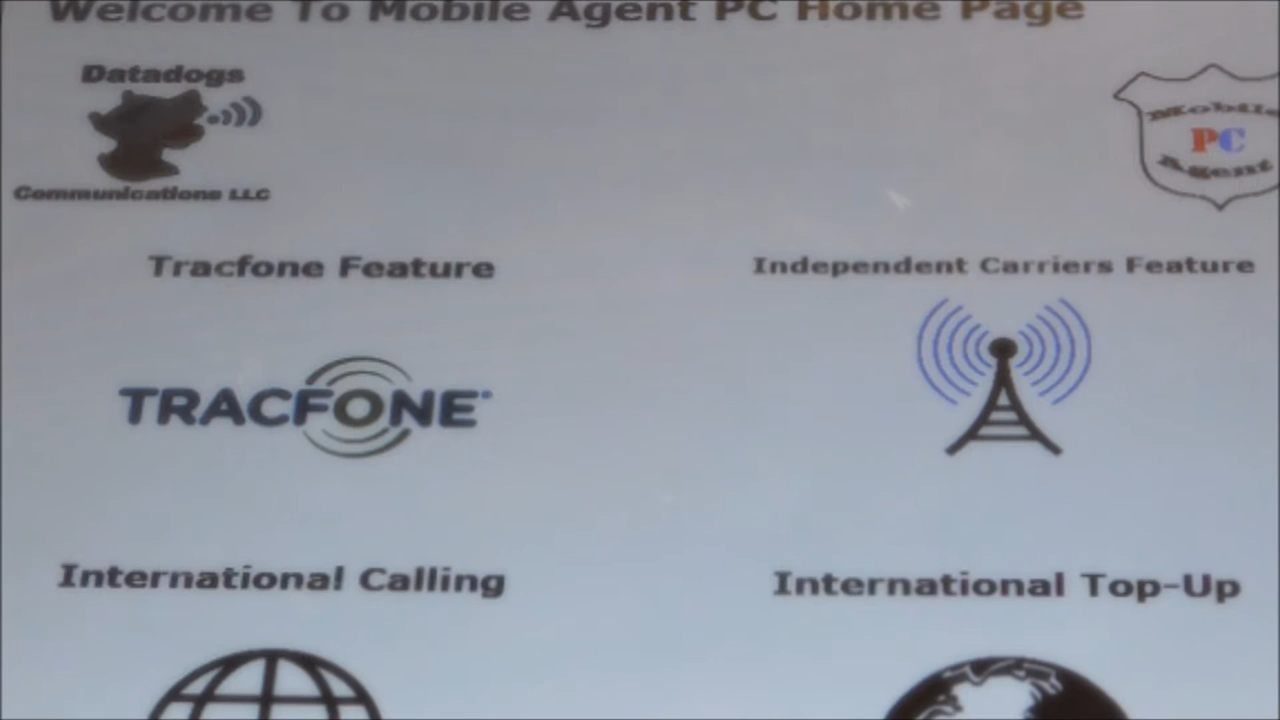 Welcome To Mobile Agent PC Home Page
Datadogs
Communications LLC
Mobile
PC
Agent
Tracfone Feature
Independent Carriers Feature
TRACFONE
International Calling
International Top-Up